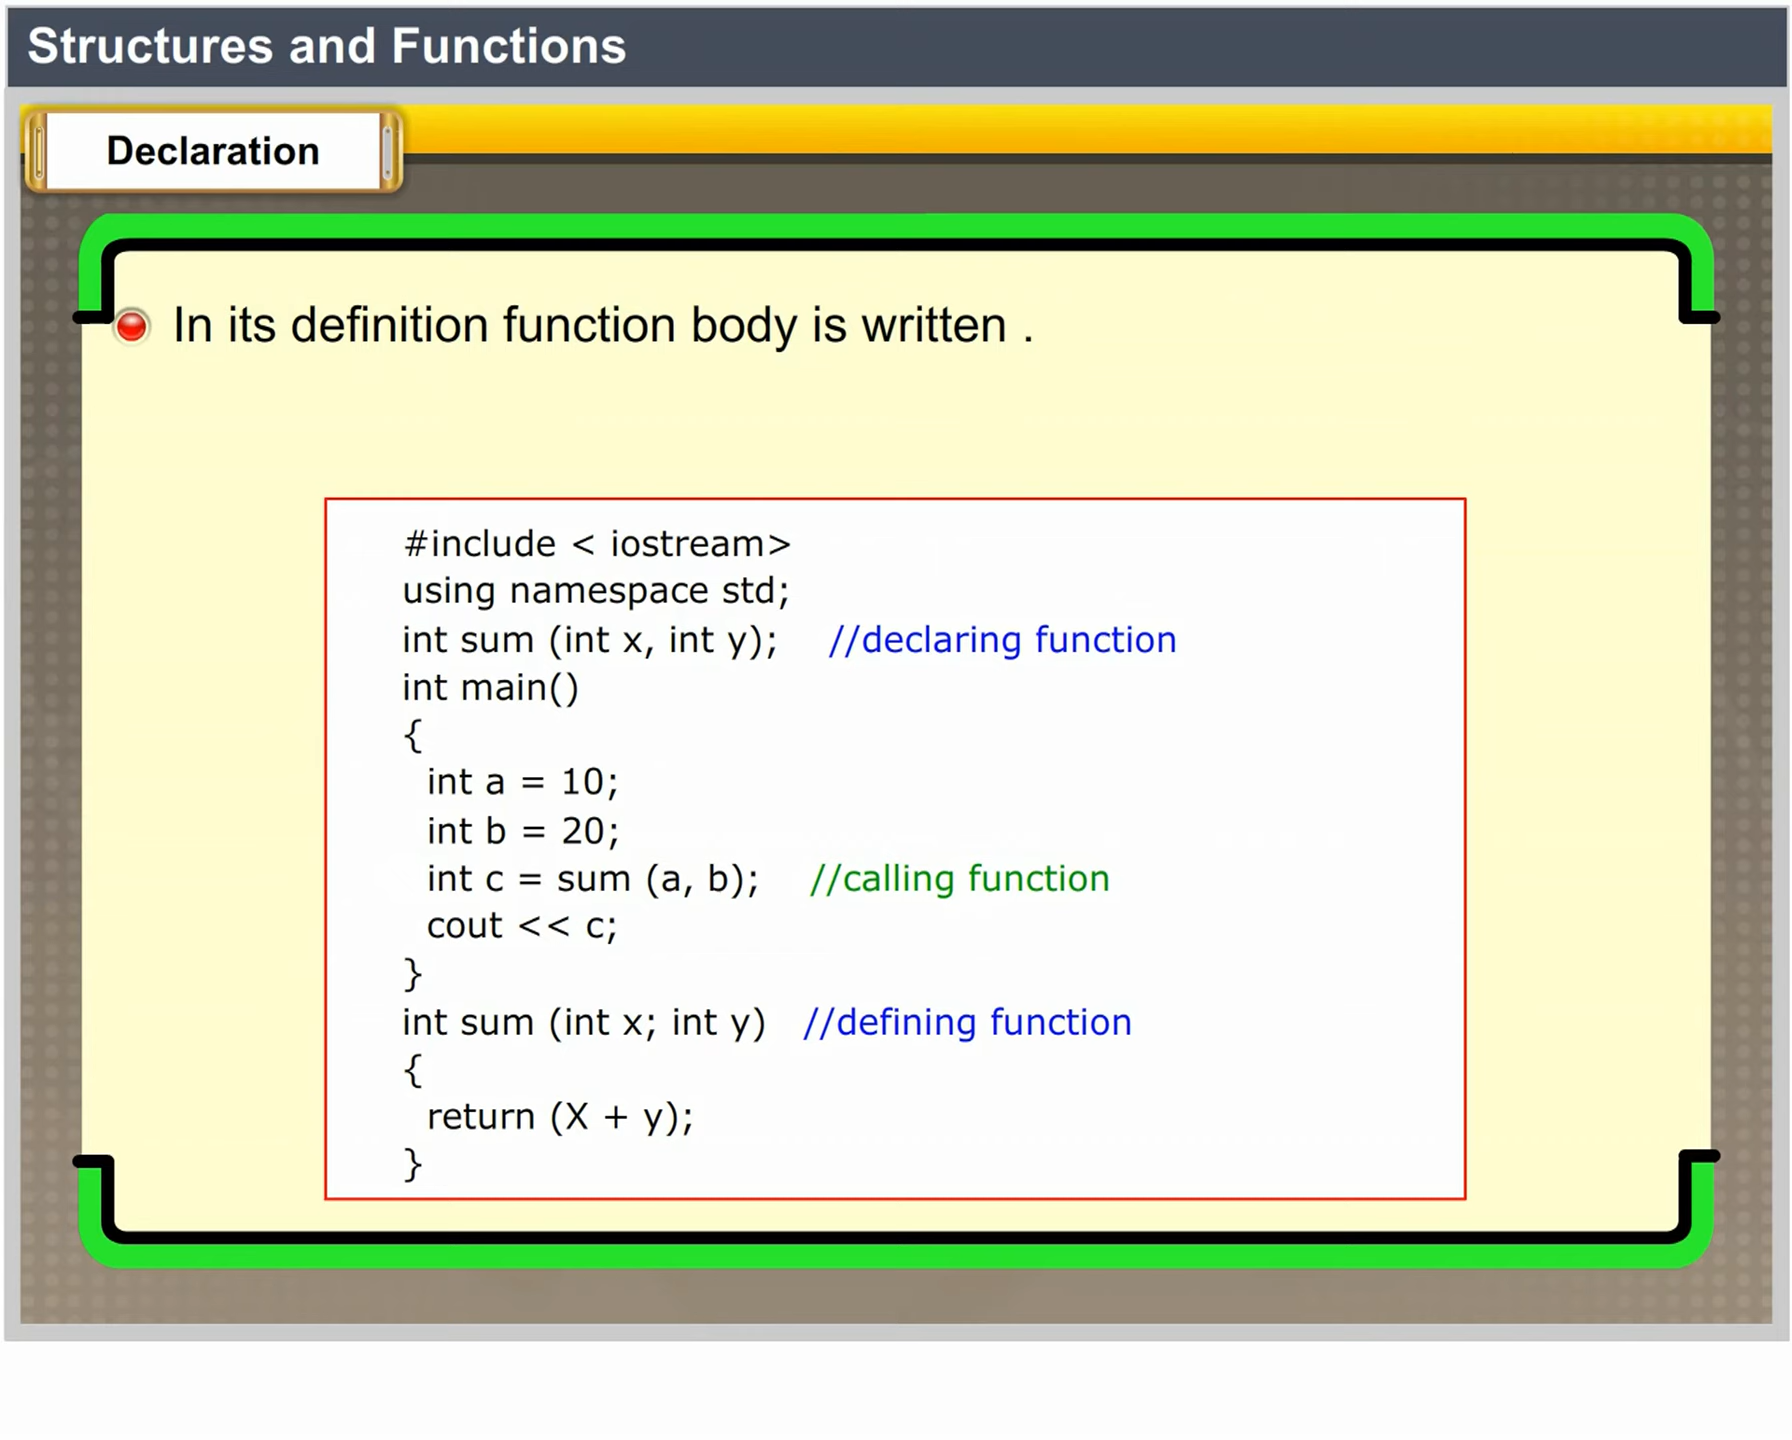 Structures and Functions
Declaration
In its definition function body is written .
#include < iostream>
using namespace std;
int sum (int x, int y); //declaring function
int main()
{
int a = 10;
int b = 20;
int c = sum (a, b); //calling function
cout << c;
}
int sum (int x; int y) //defining function
{
return (X + y);
}